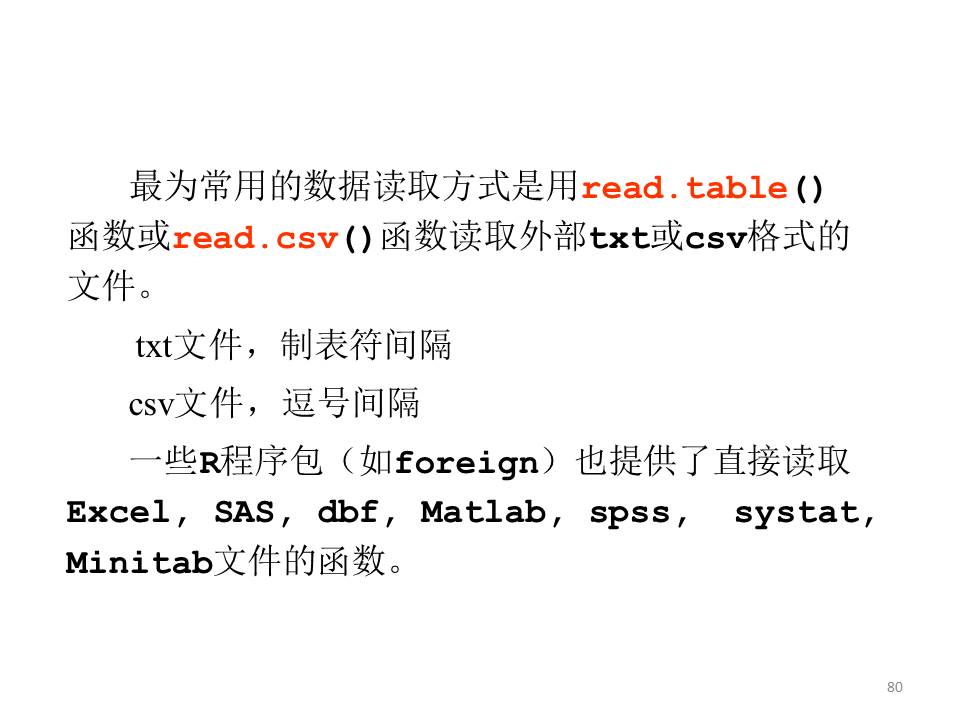 最为常用的数据读取方式是用read.table()
函数或read.csv()函数读取外部txt或csv格式的
文件。
txt文件，制表符间隔
csv文件，逗号间隔
一些R程序包（如foreign）也提供了直接读取
Excel, SAS, dbf, Matlab, spss, systat,
Minitab文件的函数。
80